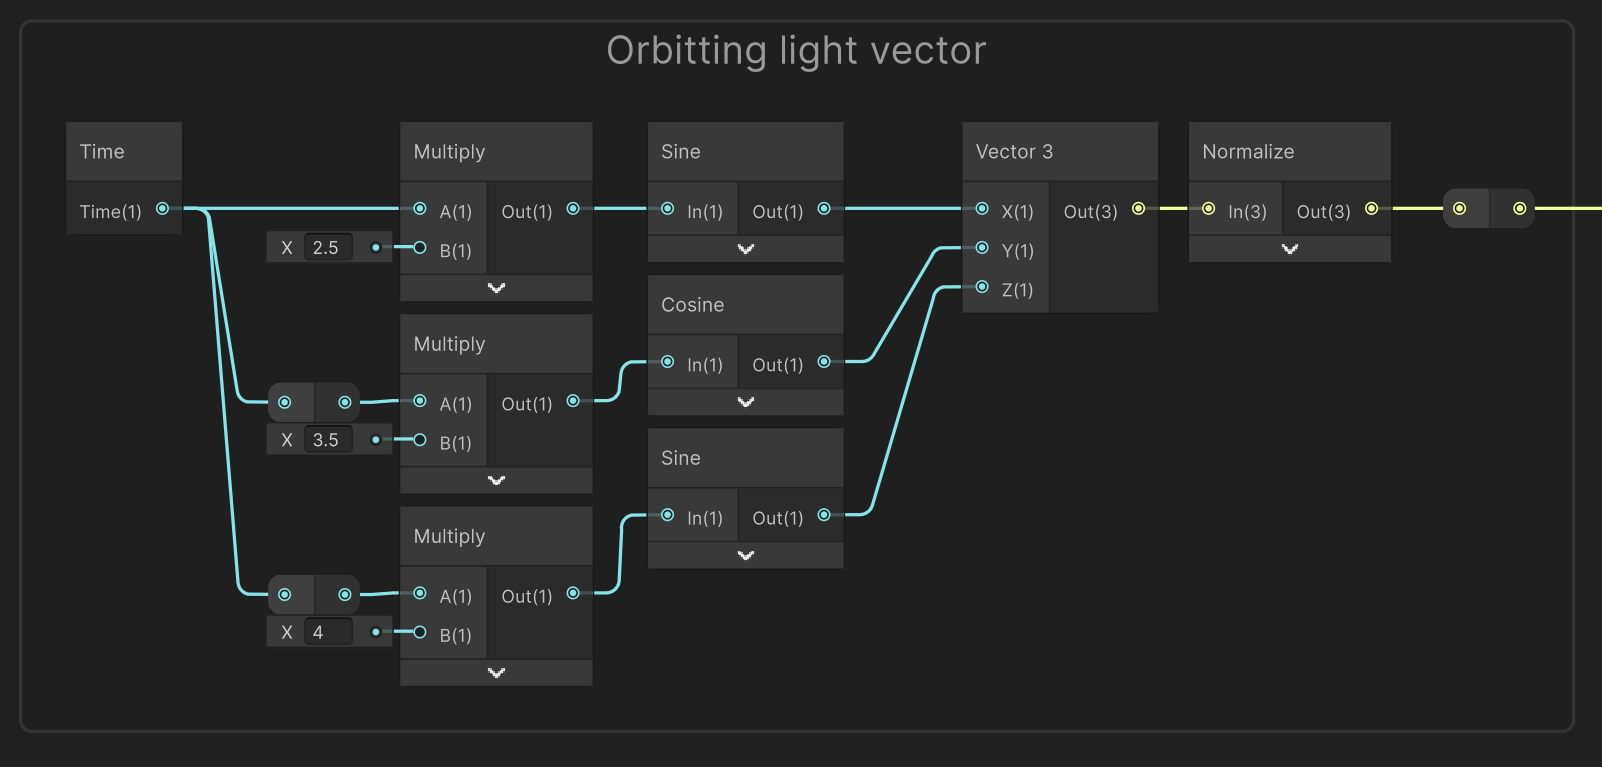 Orbitting light vector
Time
Time(1)
Multiply
A(1) Out(1)
X 2.5
B(1)
Multiply
A(1) Out(1)
X 3.5
B(1)
Multiply
A(1) Out(1)
X 4
B(1)
Sine
In(1) Out(1)
Cosine
In(1) Out(1)
Sine
In(1) Out(1)
Vector 3
X(1) Out(3)
Y(1)
Z(1)
Normalize
In(3) Out(3)